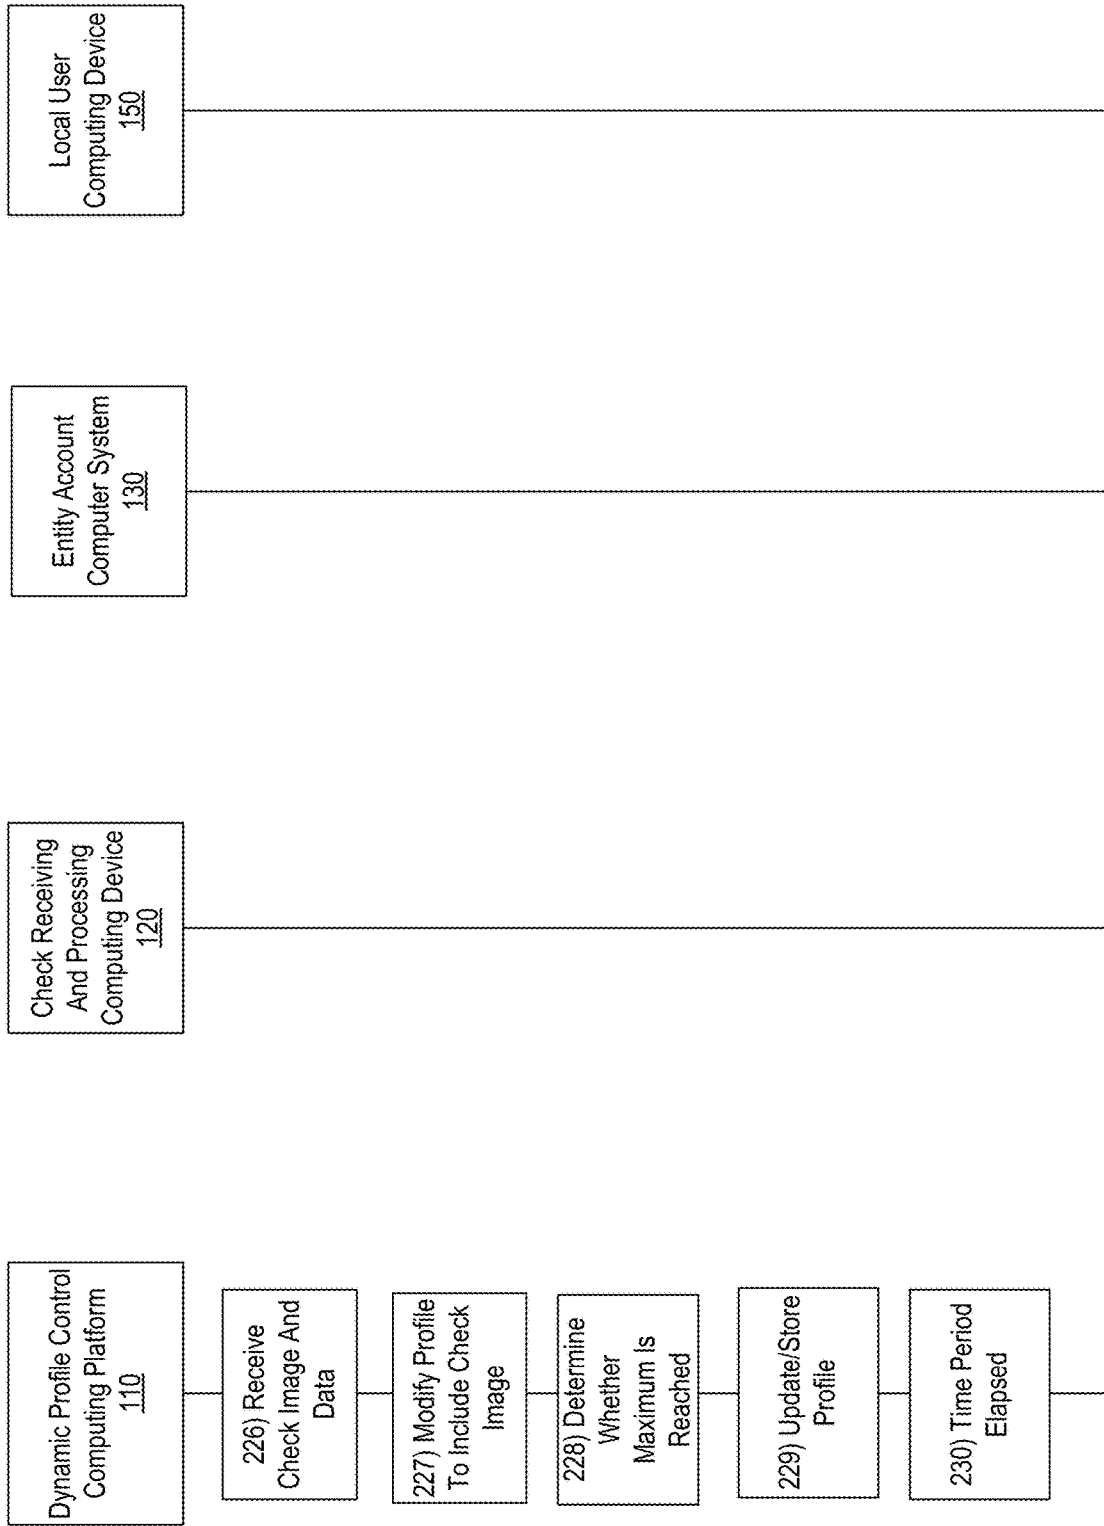 Dynamic Profile Control
Computing Platform
110
Check Receiving
And Processing
Computing Device
120
Entity Account
Computer System
130
Local User
Computing Device
150
226) Receive
Check Image And
Data
227) Modify Profile
To Include Check
Image
228) Determine
Whether
Maximum Is
Reached
229) Update/Store
Profile
230) Time Period
Elapsed